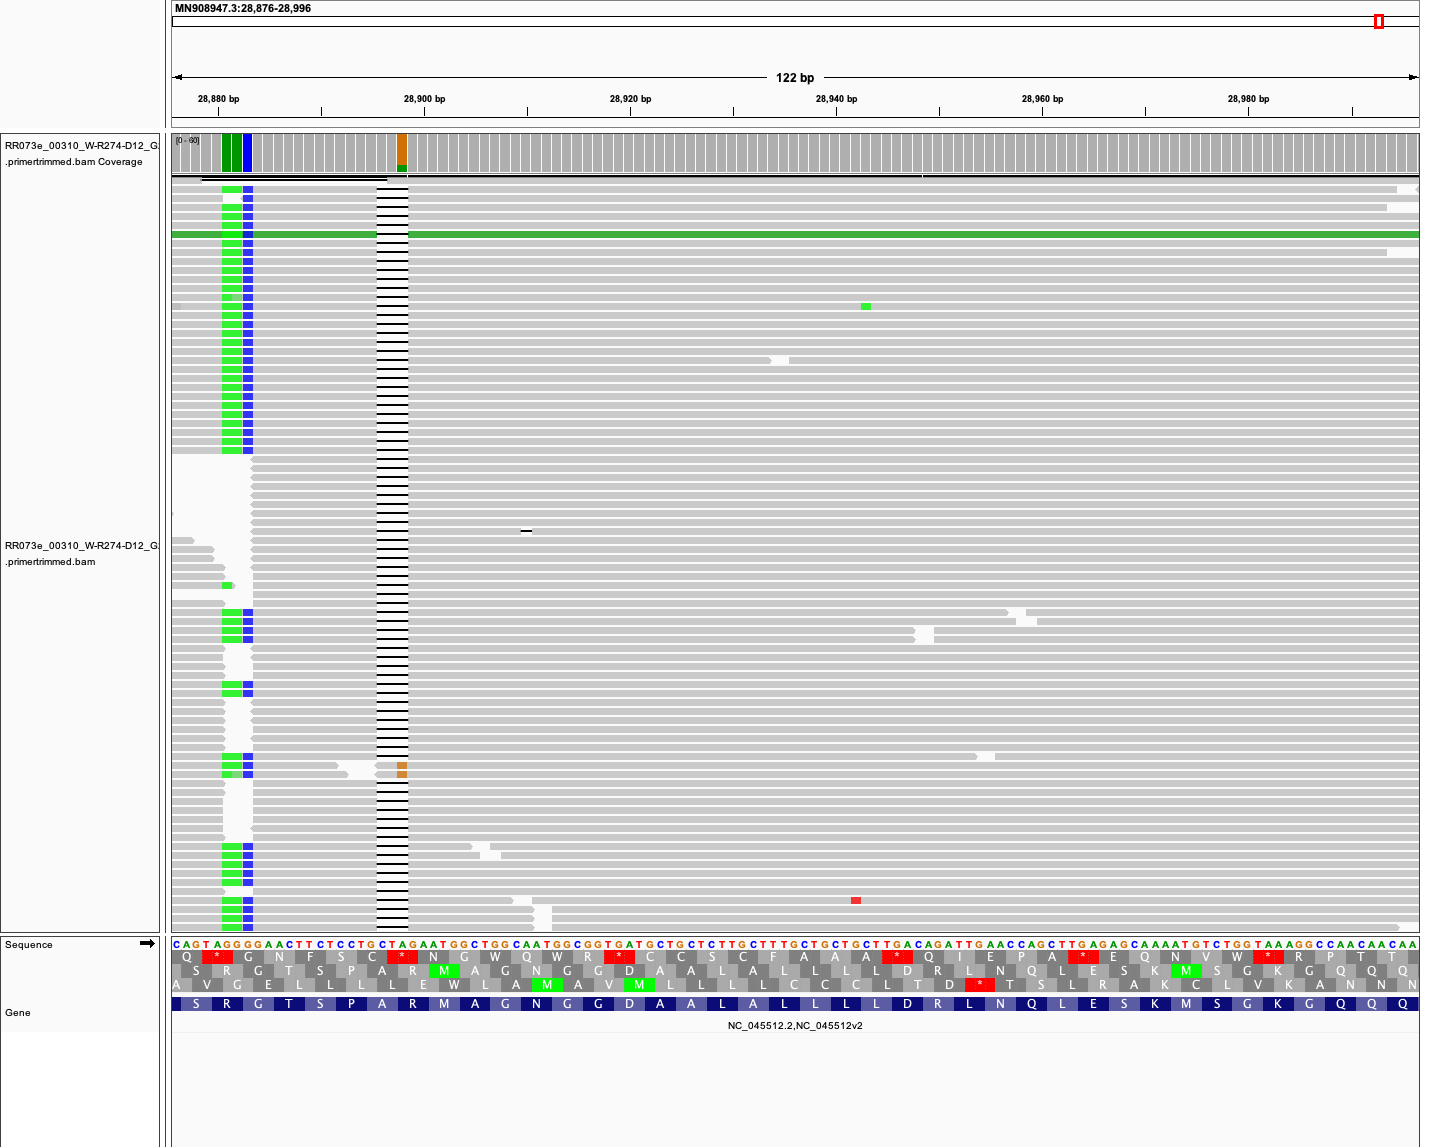 MN908947.3:28,876-28,996
122 bp
28,880 bp 28,900 bp 28,920 bp 28,940 bp 28,960 bp 28,980 bp
RR073e_00310_W-R274-D12_G
.primertrimmed.bam Coverage
[0 - 60]
RR073e_00310_W-R274-D12_G
.primertrimmed.bam
Sequence
CAGTAGGGGAACTTCTCCTGCTAGAATGGCTGGCAATGGCGGTGATGCTGCTCTTGCTTTGCTGCTGCTTGACAGATTGAACCAGCTTGAGAGCAAAATGTCTGGTAAAGGCCAACAACAA
Q * G N F S C * N G W Q W R * C C S C F A A A * Q I E P A * E Q N V W * R P T T
S R G T S P A R M A G N G G D A A L A L L L L D R L N Q L E S K M S G K G Q Q Q
A V G E L L L L E W L A M A V M L L L L C C C L T D * T S L R A K C L V K A N N N
Gene
S R G T S P A R M A G N G G D A A L A L L L L D R L N Q L E S K M S G K G Q Q Q
NC_045512.2,NC_045512v2